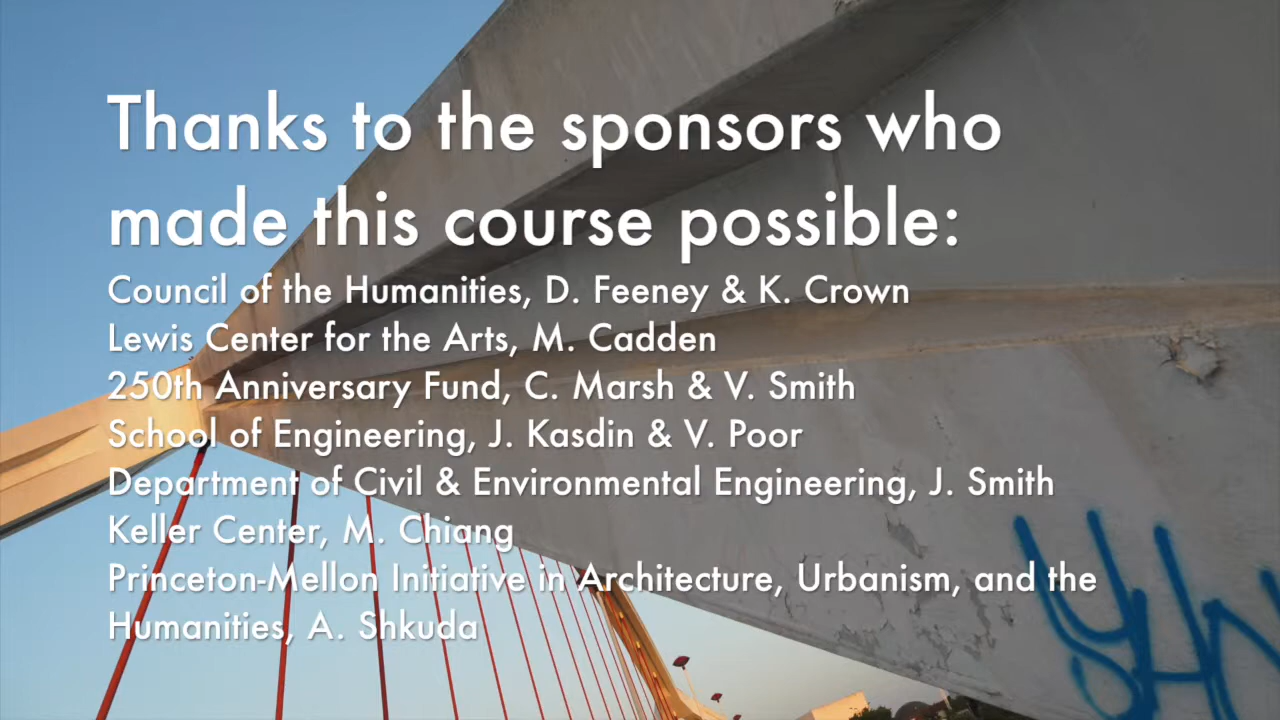 Thanks to the sponsors who
made this course possible:
Council of the Humanities, D. Feeney & K. Crown
Lewis Center for the Arts, M. Cadden
250th Anniversary Fund, C. Marsh & V. Smith
School of Engineering, J. Kasdin & V. Poor
Department of Civil & Environmental Engineering, J. Smith
Keller Center, M. Chiang
Princeton-Mellon Initiative in Architecture, Urbanism, and the
Humanities, A. Shkuda